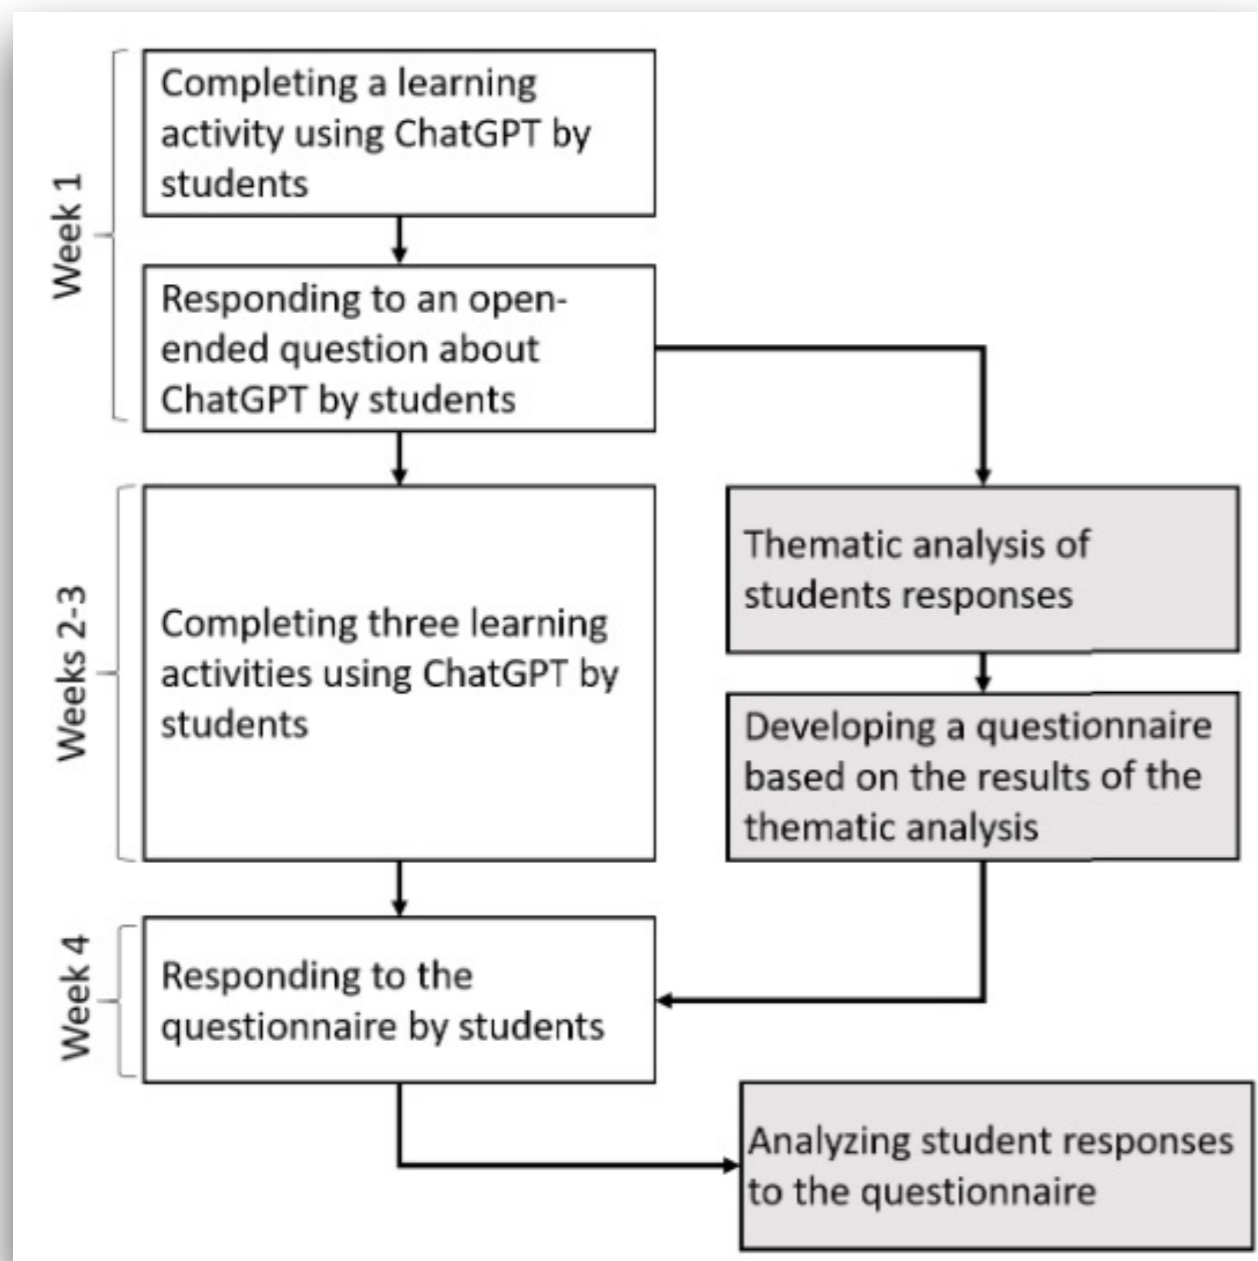 Week 1
Completing a learning
activity using ChatGPT by
students
Responding to an open-
ended question about
ChatGPT by students
Weeks 2-3
Completing three learning
activities using ChatGPT by
students
Thematic analysis of
students responses
Developing a questionnaire
based on the results of the
thematic analysis
Week 4
Responding to the
questionnaire by students
Analyzing student responses
to the questionnaire